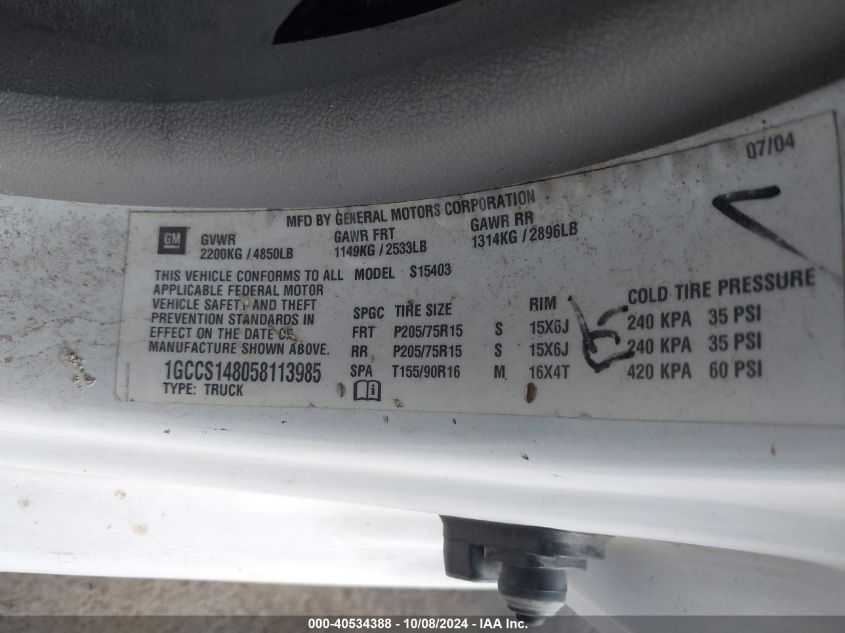 07/04
MFD BY GENERAL MOTORS CORPORATION
GM
GVWR GAWR FRT GAWR RR
2200KG / 4850LB 1149KG / 2533LB 1314KG / 2896LB
THIS VEHICLE CONFORMS TO ALL
APPLICABLE FEDERAL MOTOR
VEHICLE SAFETY AND THEFT
PREVENTION STANDARDS IN
EFFECT ON THE DATE OF
MANUFACTURE SHOWN ABOVE.
1GCCS148058113985
TYPE: TRUCK
MODEL S15403
SPGC TIRE SIZE RIM COLD TIRE PRESSURE
FRT P205/75R15 S 15X6J 240 KPA 35 PSI
RR P205/75R15 S 15X6J 240 KPA 35 PSI
SPA T155/90R16 M 16X4T 420 KPA 60 PSI
000-40534388 - 10/08/2024 - IAA Inc.